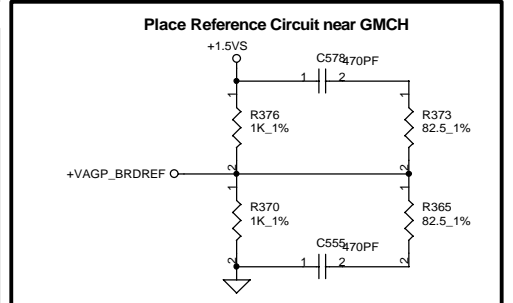 Place Reference Circuit near GMCH
+1.5VS
C578
470PF
1
2
1
1
R376
1K_1%
R373
82.5_1%
2
2
+VAGP_BRDREF
1
1
R370
1K_1%
R365
82.5_1%
C555
470PF
2
1
2
2